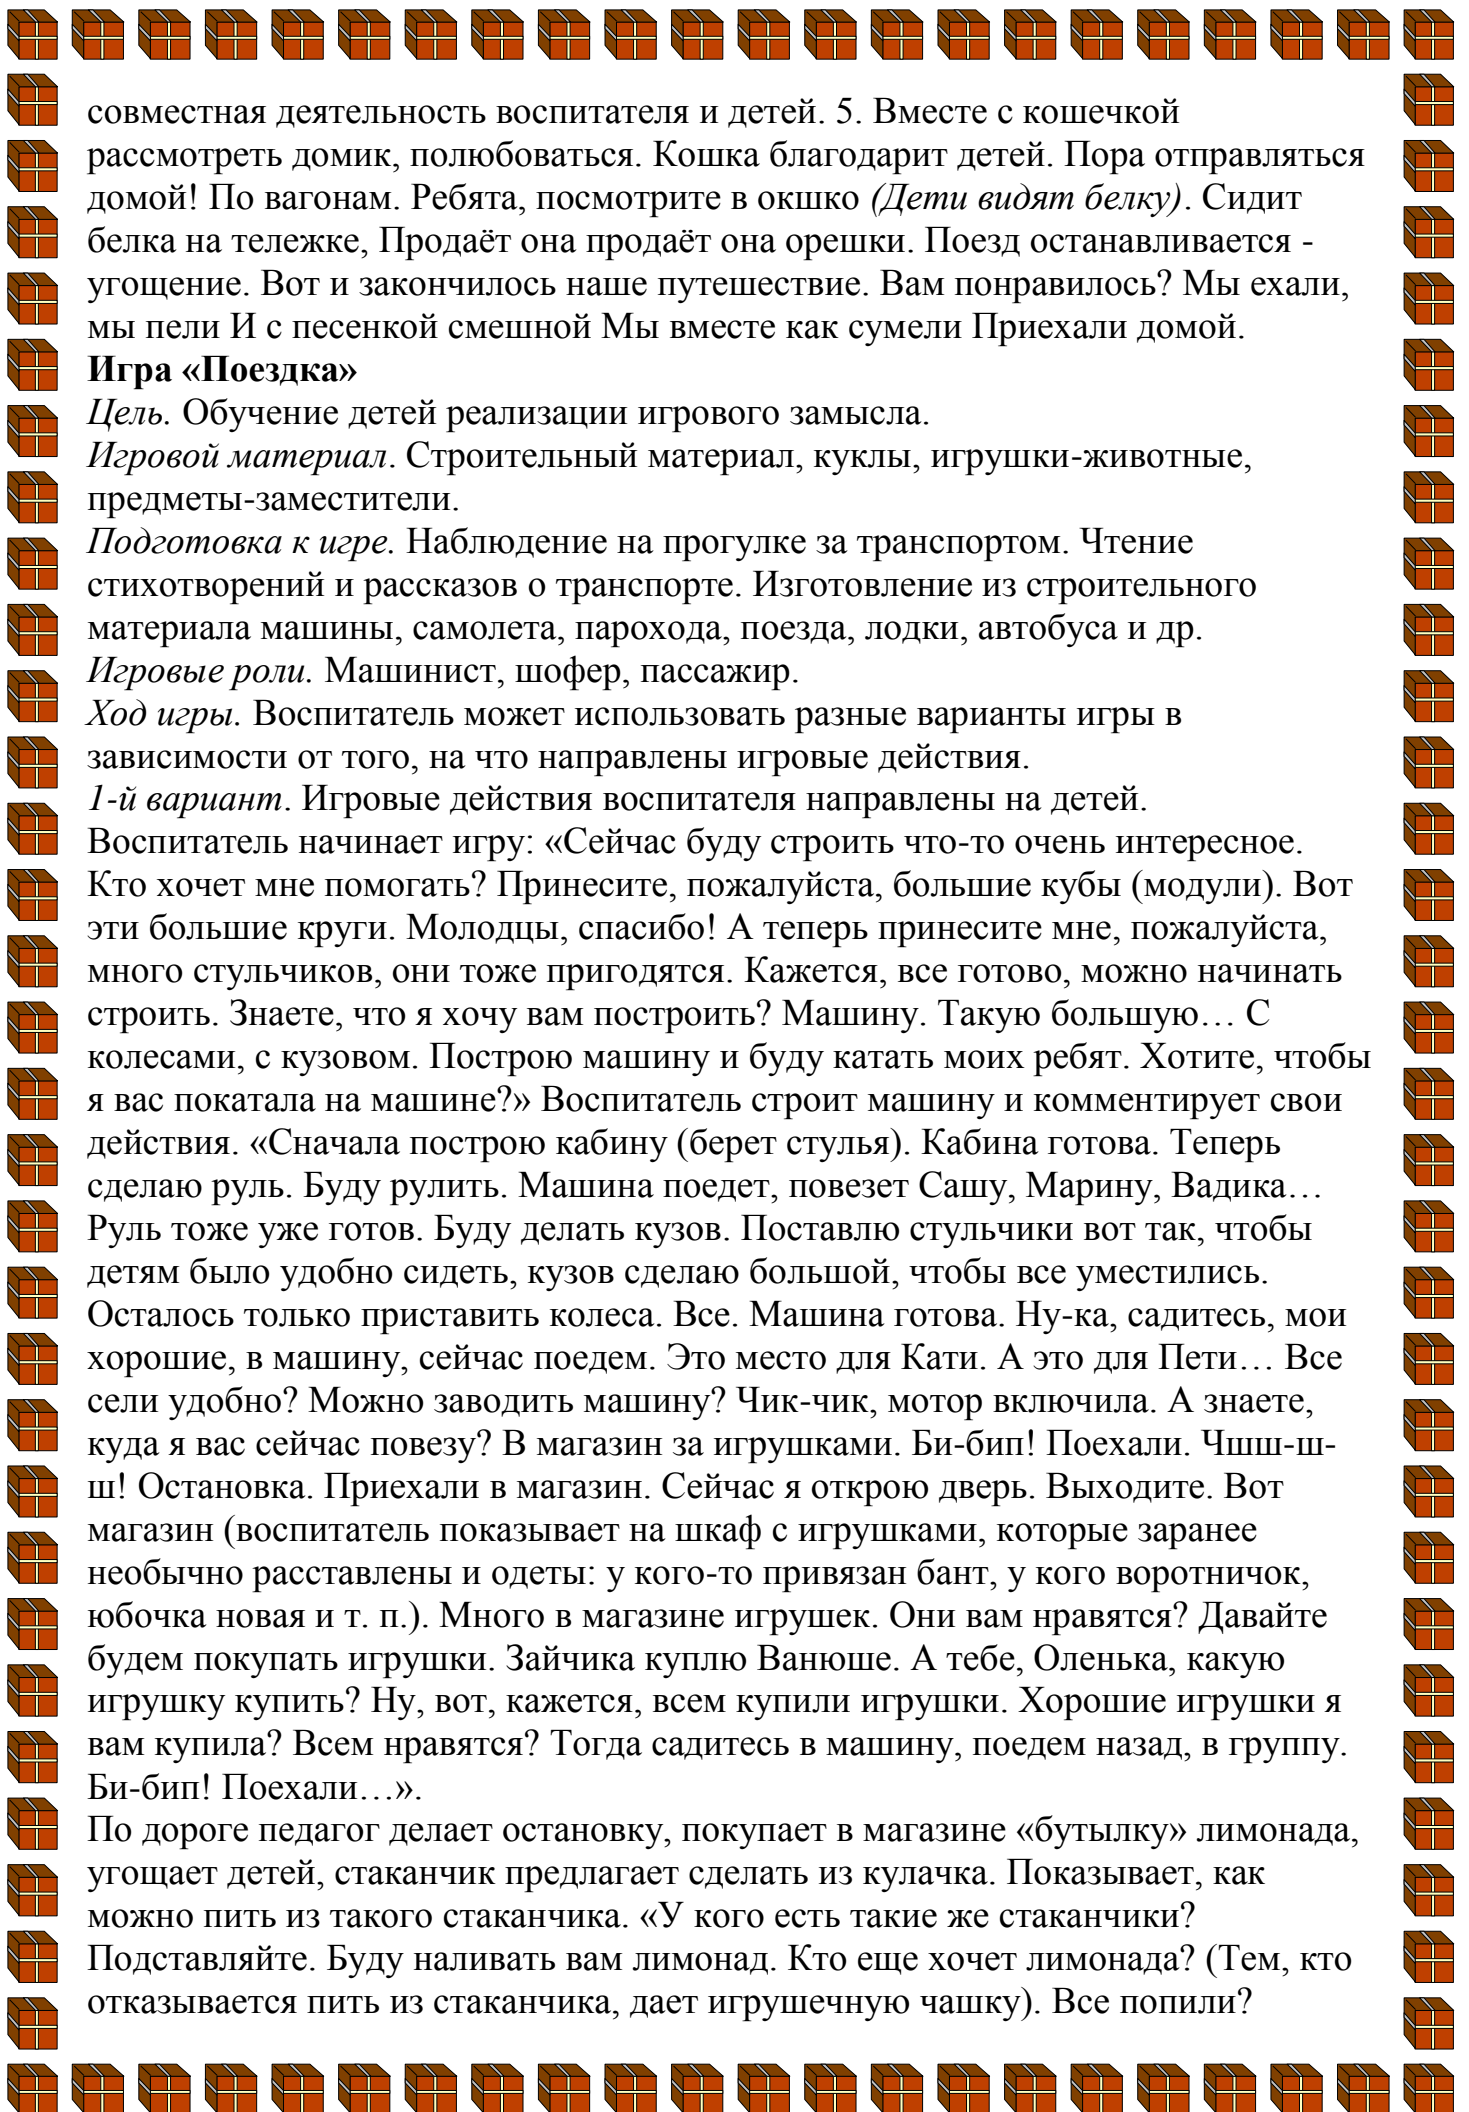 совместная деятельность воспитателя и детей. 5. Вместе с кошечкой
рассмотреть домик, полюбоваться. Кошка благодарит детей. Пора отправляться
домой! По вагонам. Ребята, посмотрите в окшко (Дети видят белку). Сидит
белка на тележке, Продаёт она продаёт она орешки. Поезд останавливается -
угощение. Вот и закончилось наше путешествие. Вам понравилось? Мы ехали,
мы пели И с песенкой смешной Мы вместе как сумели Приехали домой.
Игра «Поездка»
Цель. Обучение детей реализации игрового замысла.
Игровой материал. Строительный материал, куклы, игрушки-животные,
предметы-заместители.
Подготовка к игре. Наблюдение на прогулке за транспортом. Чтение
стихотворений и рассказов о транспорте. Изготовление из строительного
материала машины, самолета, парохода, поезда, лодки, автобуса и др.
Игровые роли. Машинист, шофер, пассажир.
Ход игры. Воспитатель может использовать разные варианты игры в
зависимости от того, на что направлены игровые действия.
1-й вариант. Игровые действия воспитателя направлены на детей.
Воспитатель начинает игру: «Сейчас буду строить что-то очень интересное.
Кто хочет мне помогать? Принесите, пожалуйста, большие кубы (модули). Вот
эти большие круги. Молодцы, спасибо! А теперь принесите мне, пожалуйста,
много стульчиков, они тоже пригодятся. Кажется, все готово, можно начинать
строить. Знаете, что я хочу вам построить? Машину. Такую большую… С
колесами, с кузовом. Построю машину и буду катать моих ребят. Хотите, чтобы
я вас покатала на машине?» Воспитатель строит машину и комментирует свои
действия. «Сначала построю кабину (берет стулья). Кабина готова. Теперь
сделаю руль. Буду рулить. Машина поедет, повезет Сашу, Марину, Вадика…
Руль тоже уже готов. Буду делать кузов. Поставлю стульчики вот так, чтобы
детям было удобно сидеть, кузов сделаю большой, чтобы все уместились.
Осталось только приставить колеса. Все. Машина готова. Ну-ка, садитесь, мои
хорошие, в машину, сейчас поедем. Это место для Кати. А это для Пети… Все
сели удобно? Можно заводить машину? Чик-чик, мотор включила. А знаете,
куда я вас сейчас повезу? В магазин за игрушками. Би-бип! Поехали. Чшш-ш-
ш! Остановка. Приехали в магазин. Сейчас я открою дверь. Выходите. Вот
магазин (воспитатель показывает на шкаф с игрушками, которые заранее
необычно расставлены и одеты: у кого-то привязан бант, у кого воротничок,
юбочка новая и т. п.). Много в магазине игрушек. Они вам нравятся? Давайте
будем покупать игрушки. Зайчика куплю Ванюше. А тебе, Оленька, какую
игрушку купить? Ну, вот, кажется, всем купили игрушки. Хорошие игрушки я
вам купила? Всем нравятся? Тогда садитесь в машину, поедем назад, в группу.
Би-бип! Поехали…».
По дороге педагог делает остановку, покупает в магазине «бутылку» лимонада,
угощает детей, стаканчик предлагает сделать из кулачка. Показывает, как
можно пить из такого стаканчика. «У кого есть такие же стаканчики?
Подставляйте. Буду наливать вам лимонад. Кто еще хочет лимонада? (Тем, кто
отказывается пить из стаканчика, дает игрушечную чашку). Все попили?